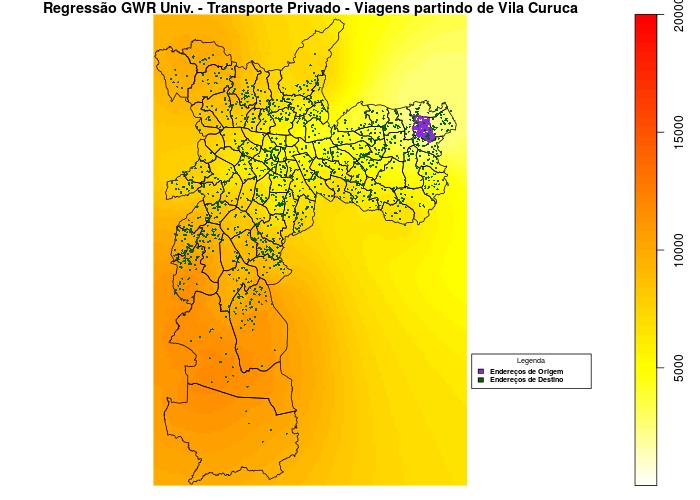 Regressão GWR Univ. - Transporte Privado - Viagens partindo de Vila Curuca
20000
15000
10000
5000
Legenda
Endereços de Origem
Endereços de Destino